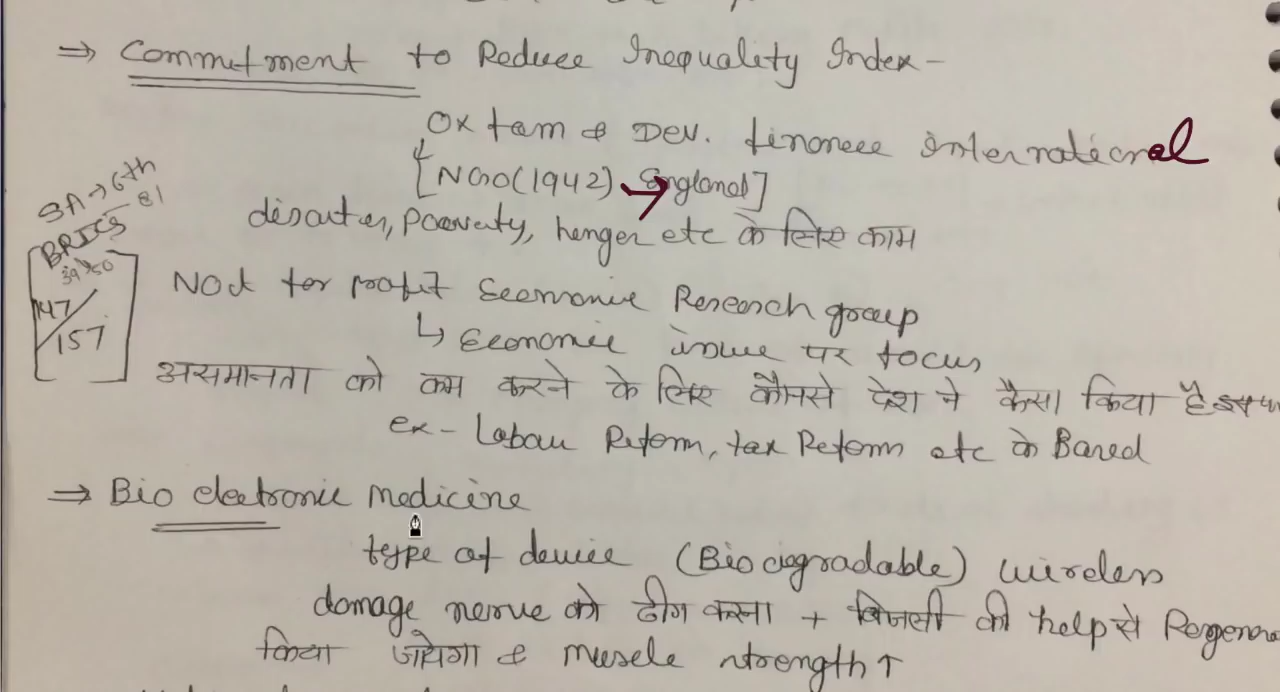 ⇒ Commitment to Reduce Inequality Index -
Oxfam & Dev. finance international
[NGO(1942) → England]
disaster, poverty, hunger etc के लिए काम
SA → 6th
BRICS - 81
39 50
147/157
Not for profit Economic Research group
↳ Economic issue पर focus
असमानता को कम करने के लिए कौनसे देश ने कैसा किया है
ex - Labour Reform, tax Reform etc के Based
⇒ Bio electronic medicine
type of device (Biodegradable) wireless
damage nerve को ठीग करना + बिजली की help से Regenera
किया जायेगा & muscle strength ↑